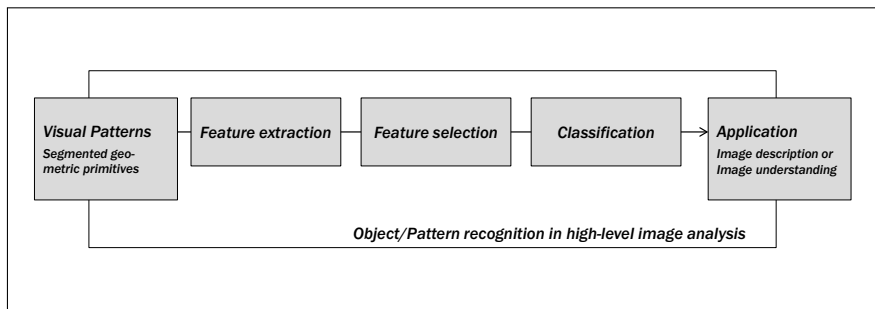 Visual Patterns
Segmented geo-
metric primitives
Feature extraction
Feature selection
Classification
Application
Image description or
Image understanding
Object/Pattern recognition in high-level image analysis